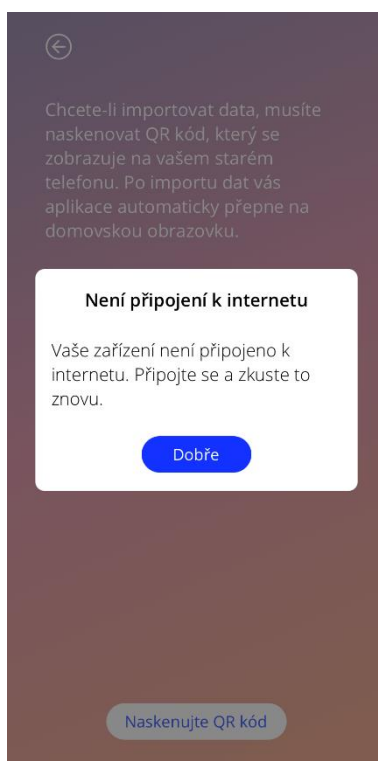 Chcete-li importovat data, musíte
naskenovat QR kód, který se
zobrazuje na vašem starém
telefonu. Po importu dat vás
aplikace automaticky přepne na
domovskou obrazovku.
Není připojení k internetu
Vaše zařízení není připojeno k
internetu. Připojte se a zkuste to
znovu.
Dobře
Naskenujte QR kód